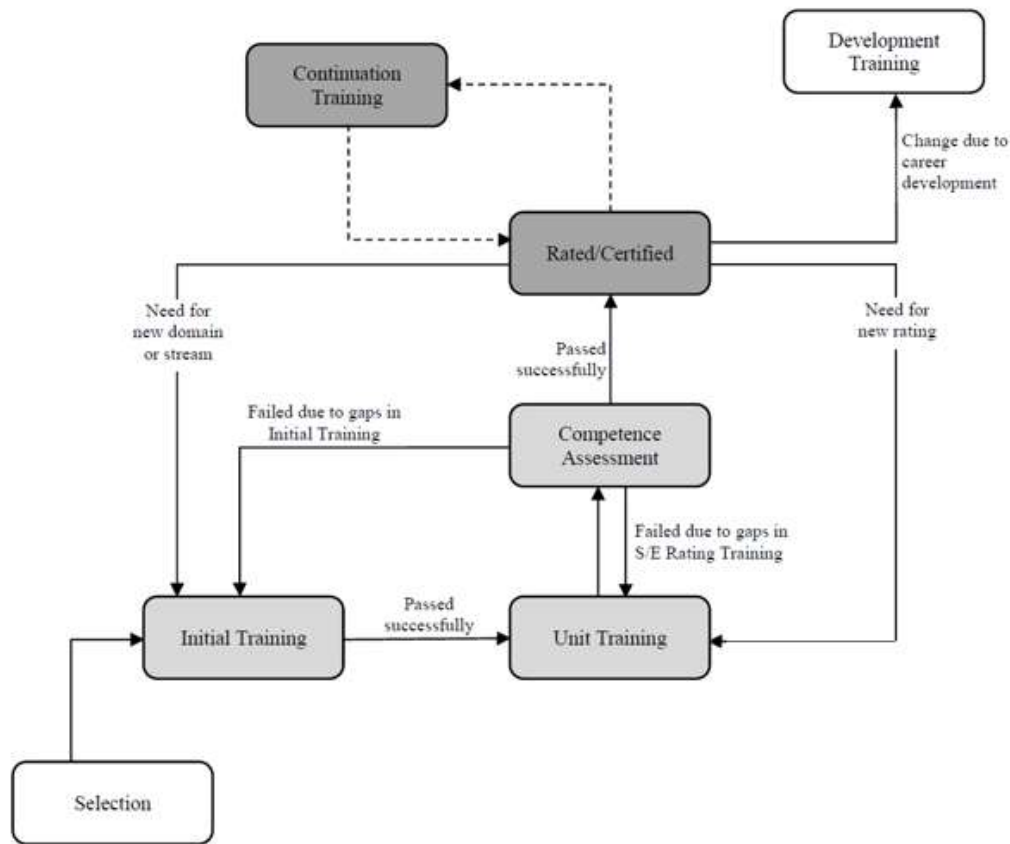 Development
Training
Continuation
Training
Change due to
career
development
Rated/Certified
Need for
new domain
or stream
Need for
new rating
Passed
successfully
Failed due to gaps in
Initial Training
Competence
Assessment
Failed due to gaps in
S/E Rating Training
Initial Training
Passed
successfully
Unit Training
Selection